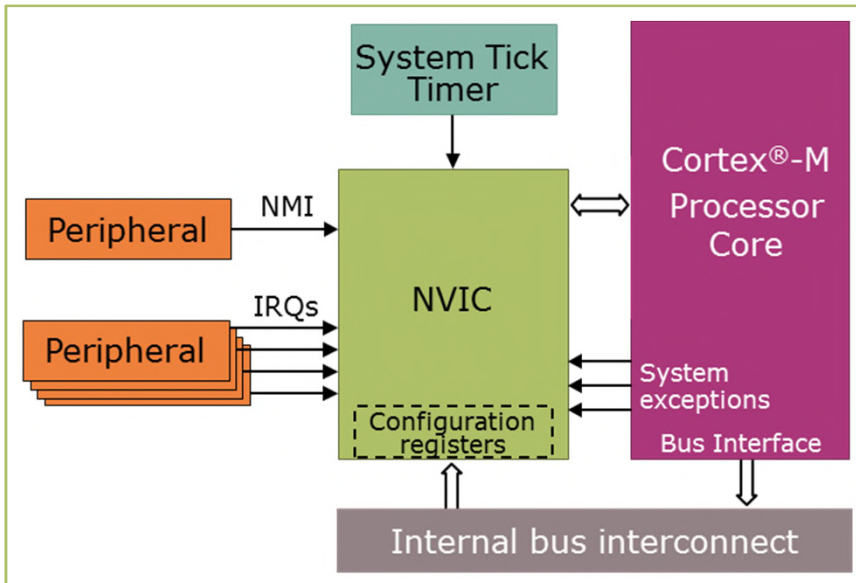 System Tick
Timer
Cortex®-M
Processor
Core
NMI
Peripheral
NVIC
IRQs
Peripheral
System
exceptions
Configuration
registers
Bus Interface
Internal bus interconnect